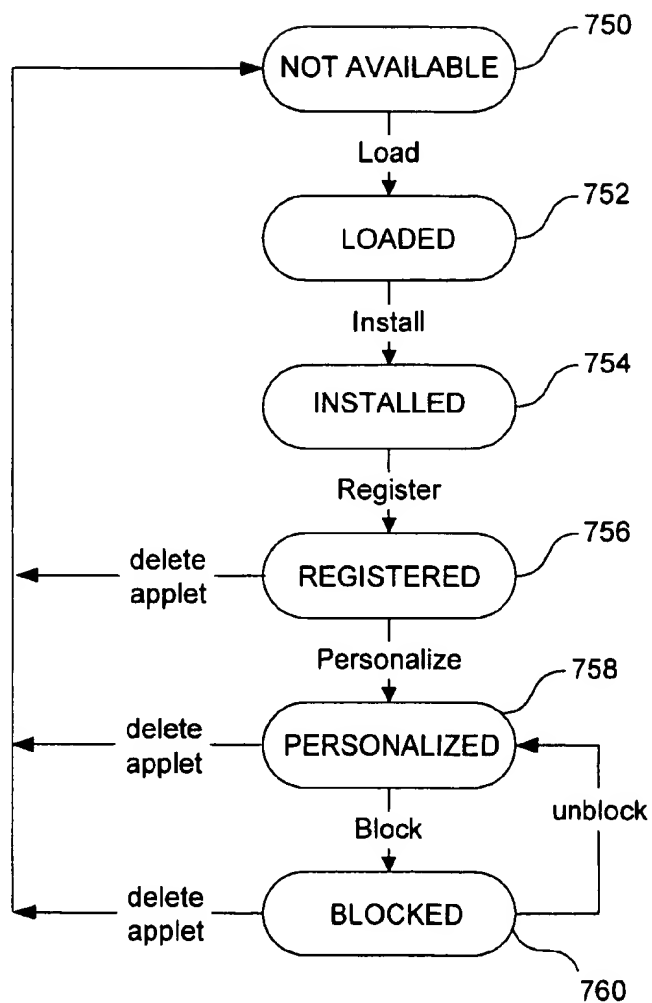 750
NOT AVAILABLE
Load
752
LOADED
Install
754
INSTALLED
Register
756
delete
applet
REGISTERED
Personalize
758
delete
applet
PERSONALIZED
unblock
Block
delete
applet
BLOCKED
760